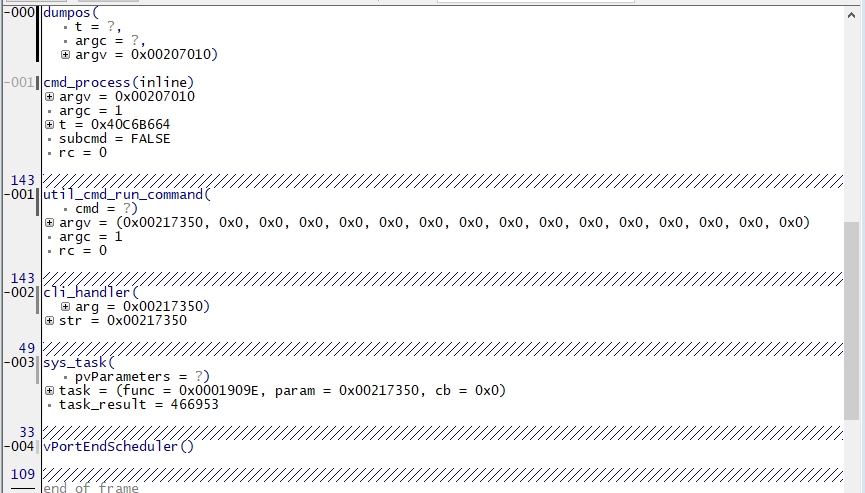 -000 dumpos(
t = ?,
argc = ?,
argv = 0x00207010)
-001 cmd_process(inline)
argv = 0x00207010
argc = 1
t = 0x40C6B664
subcmd = FALSE
rc = 0
143
-001 util_cmd_run_command(
cmd = ?)
argv = (0x00217350, 0x0, 0x0, 0x0, 0x0, 0x0, 0x0, 0x0, 0x0, 0x0, 0x0, 0x0, 0x0, 0x0, 0x0, 0x0)
argc = 1
rc = 0
143
-002 cli_handler(
arg = 0x00217350)
str = 0x00217350
49
-003 sys_task(
pvParameters = ?)
task = (func = 0x0001909E, param = 0x00217350, cb = 0x0)
task_result = 466953
33
-004 vPortEndScheduler()
109
end of frame